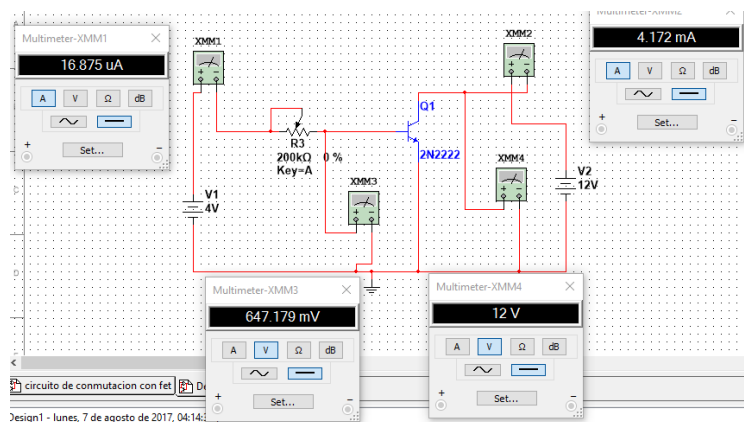 Multimeter-XMM1
16.875 uA
A V Ω dB
Set...
+ -
XMM1
XMM2
Multimeter-XMM2
4.172 mA
A V Ω dB
Set...
+ -
Q1
2N2222
R3
200kΩ 0 %
Key=A
XMM3
XMM4
V1
4V
V2
12V
Multimeter-XMM3
647.179 mV
A V Ω dB
Set...
+ -
Multimeter-XMM4
12 V
A V Ω dB
Set...
+ -
circuito de conmutacion con fet
Design1 - lunes, 7 de agosto de 2017, 04:14: